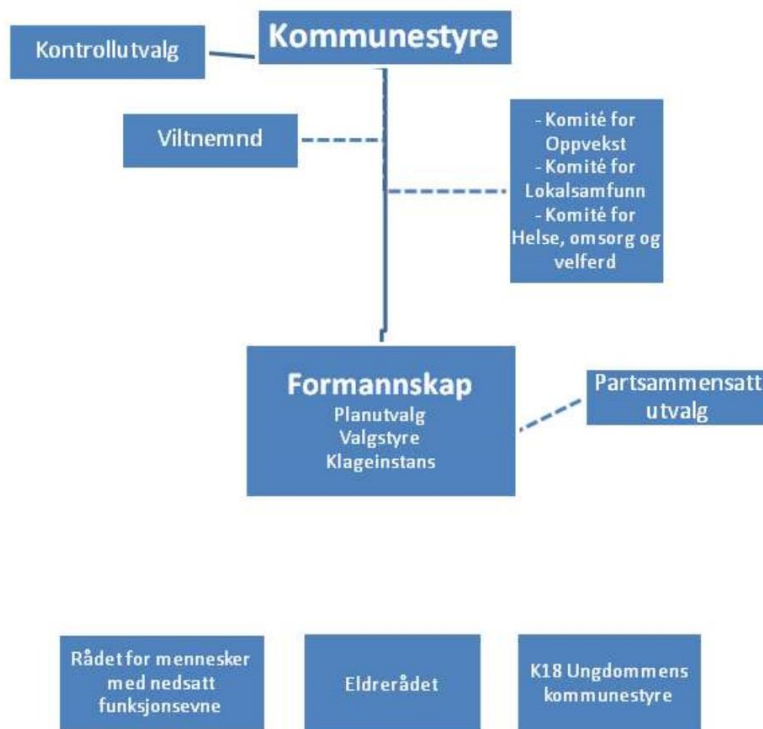 Kommunestyre
Kontrollutvalg
Viltnemnd
- Komité for
Oppvekst
- Komité for
Lokalsamfunn
- Komité for
Helse, omsorg og
velferd
Formannskap
Planutvalg
Valgstyre
Klageinstans
Partsammensatt
utvalg
Rådet for mennesker
med nedsatt
funksjonsevne
Eldrerådet
K18 Ungdommens
kommunestyre